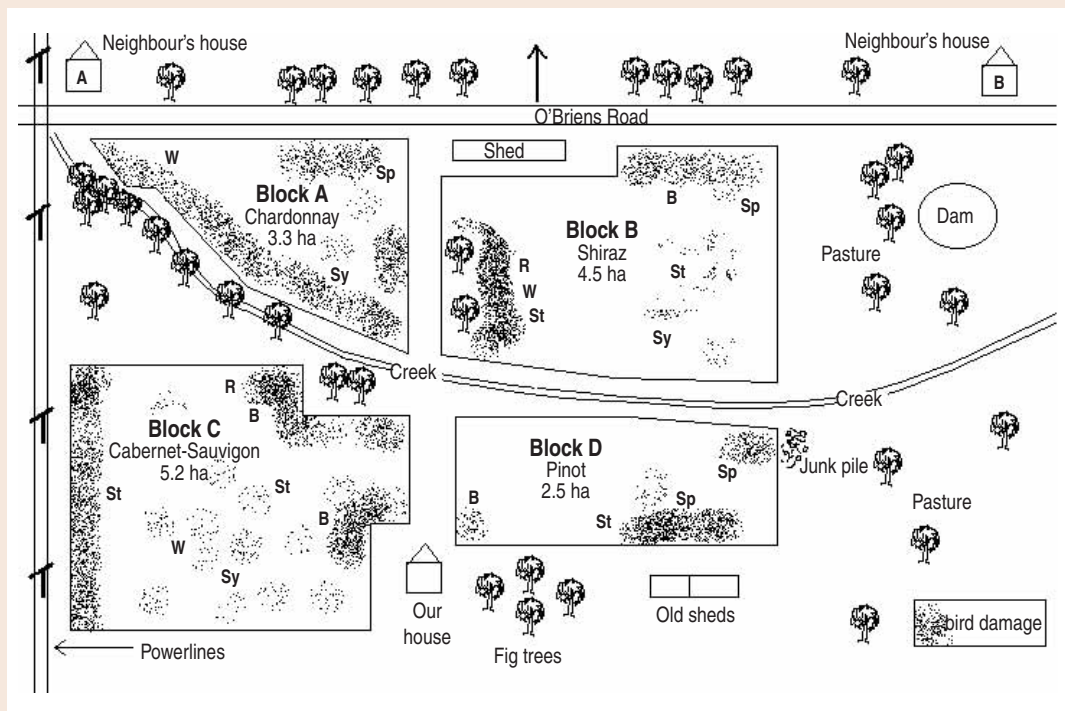 Neighbour's house
Neighbour's house
A
B
O'Briens Road
Shed
W
Sp
Block A
Chardonnay
3.3 ha
Sy
B
Sp
Block B
Shiraz
4.5 ha
R
W
St
St
Sy
Dam
Pasture
Creek
Creek
R
B
Block C
Cabernet-Sauvigon
5.2 ha
St
St
B
W
Sy
Block D
Pinot
2.5 ha
B
St
Sp
Sp
Junk pile
Pasture
Our
house
Fig trees
Old sheds
bird damage
Powerlines